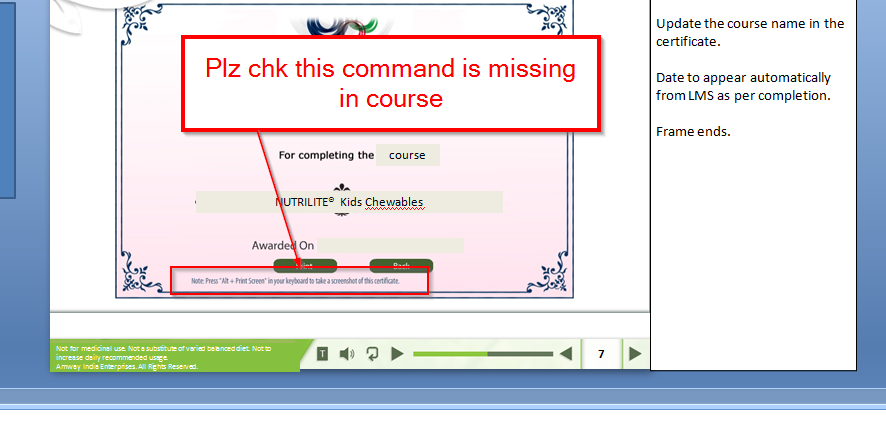 Plz chk this command is missing
in course
For completing the course
NUTRILITE® Kids Chewables
Awarded On
Print Back
Note: Press "Alt + Print Screen" in your keyboard to take a screenshot of this certificate.
Not for medicinal use. Not a substitute of varied balanced diet. Not to
increase daily recommended usage.
Amway India Enterprises. All Rights Reserved.
T
7
Update the course name in the
certificate.
Date to appear automatically
from LMS as per completion.
Frame ends.